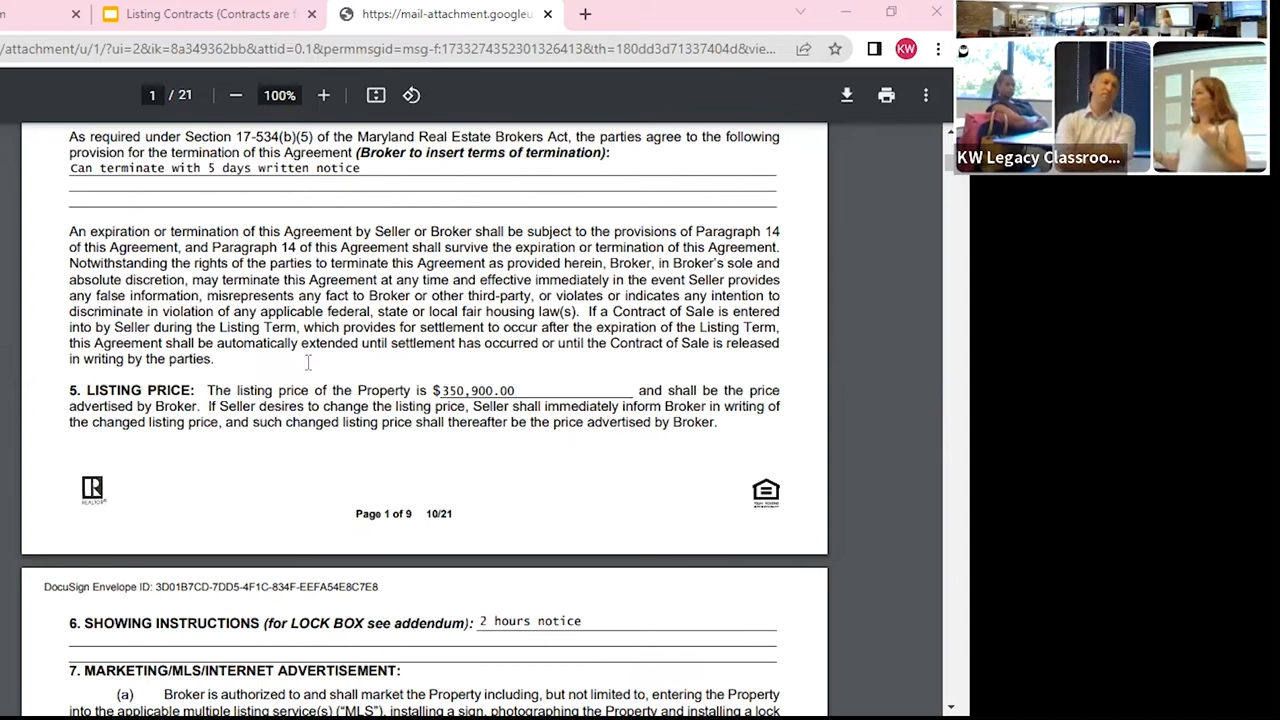 Listing Contracts (Contracts are f
https://mail-attachment.googleu
/attachment/u/1/?ui=2&ik=8a349362bb&attid=0.1&permmsgid=msg-f:1733274352301326413&th=180dd3d71337404d&vie...
KW
1 / 21
100%
As required under Section 17-534(b)(5) of the Maryland Real Estate Brokers Act, the parties agree to the following
provision for the termination of this Agreement (Broker to insert terms of termination):
Can terminate with 5 days written notice
An expiration or termination of this Agreement by Seller or Broker shall be subject to the provisions of Paragraph 14
of this Agreement, and Paragraph 14 of this Agreement shall survive the expiration or termination of this Agreement.
Notwithstanding the rights of the parties to terminate this Agreement as provided herein, Broker, in Broker's sole and
absolute discretion, may terminate this Agreement at any time and effective immediately in the event Seller provides
any false information, misrepresents any fact to Broker or other third-party, or violates or indicates any intention to
discriminate in violation of any applicable federal, state or local fair housing law(s). If a Contract of Sale is entered
into by Seller during the Listing Term, which provides for settlement to occur after the expiration of the Listing Term,
this Agreement shall be automatically extended until settlement has occurred or until the Contract of Sale is released
in writing by the parties.
5. LISTING PRICE: The listing price of the Property is $350,900.00 and shall be the price
advertised by Broker. If Seller desires to change the listing price, Seller shall immediately inform Broker in writing of
the changed listing price, and such changed listing price shall thereafter be the price advertised by Broker.
REALTOR
Page 1 of 9 10/21
DocuSign Envelope ID: 3D01B7CD-7DD5-4F1C-834F-EEFA54E8C7E8
6. SHOWING INSTRUCTIONS (for LOCK BOX see addendum): 2 hours notice
7. MARKETING/MLS/INTERNET ADVERTISEMENT:
(a) Broker is authorized to and shall market the Property including, but not limited to, entering the Property
into the applicable multiple listing service(s) ("MLS"), installing a sign, photographing the Property and installing a lock
KW Legacy Classroo...